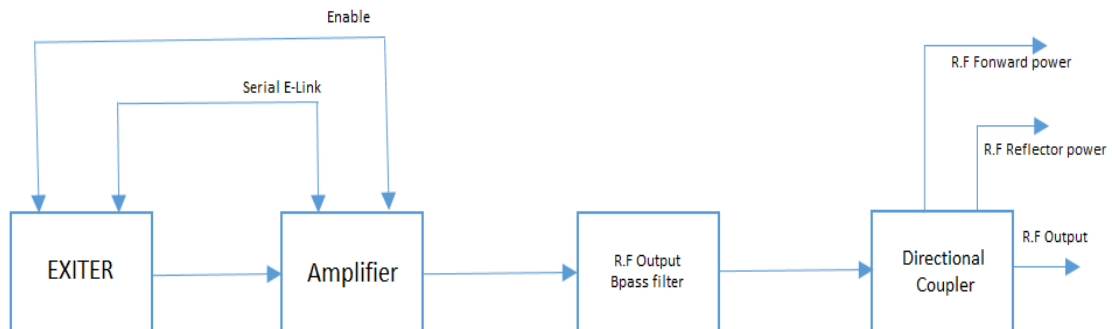 Enable
Serial E-Link
R.F Fonward power
R.F Reflector power
R.F Output
EXITER
Amplifier
R.F Output
Bpass filter
Directional
Coupler